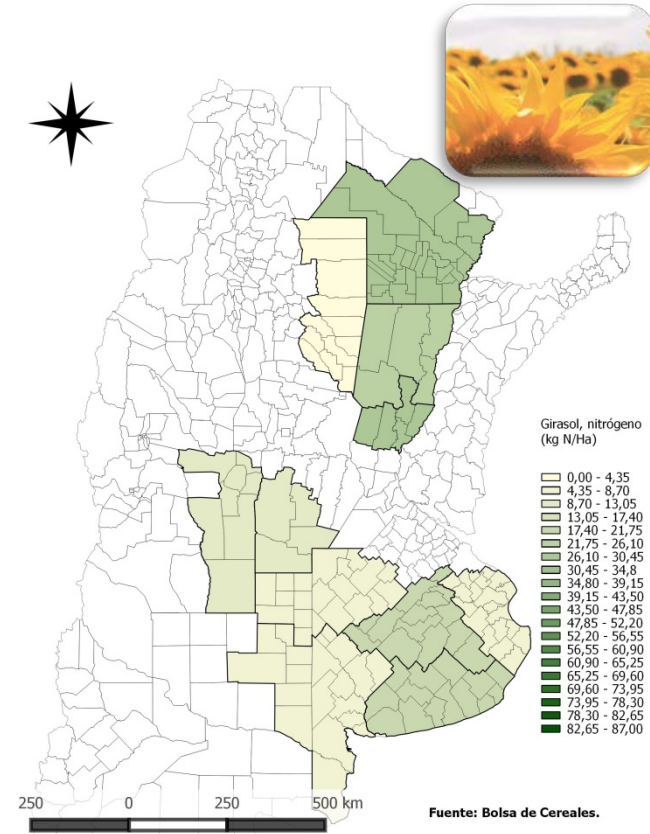 Girasol, nitrógeno
(kg N/Ha)
0,00 - 4,35
4,35 - 8,70
8,70 - 13,05
13,05 - 17,40
17,40 - 21,75
21,75 - 26,10
26,10 - 30,45
30,45 - 34,8
34,80 - 39,15
39,15 - 43,50
43,50 - 47,85
47,85 - 52,20
52,20 - 56,55
56,55 - 60,90
60,90 - 65,25
65,25 - 69,60
69,60 - 73,95
73,95 - 78,30
78,30 - 82,65
82,65 - 87,00
250 0 250 500 km
Fuente: Bolsa de Cereales.